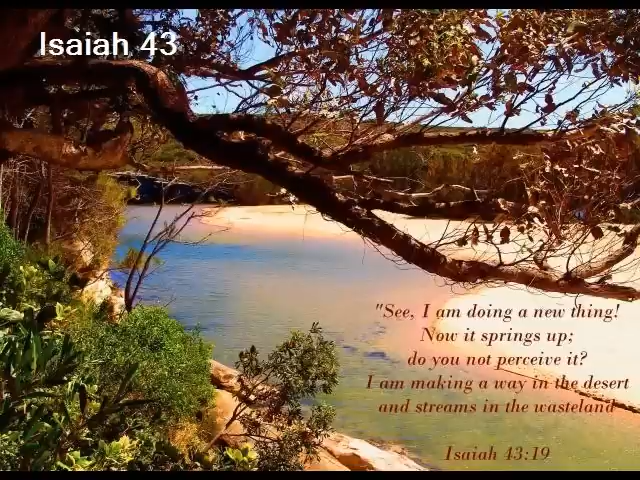 Isaiah 43
"See, I am doing a new thing!
Now it springs up;
do you not perceive it?
I am making a way in the desert
and streams in the wasteland
Isaiah 43:19